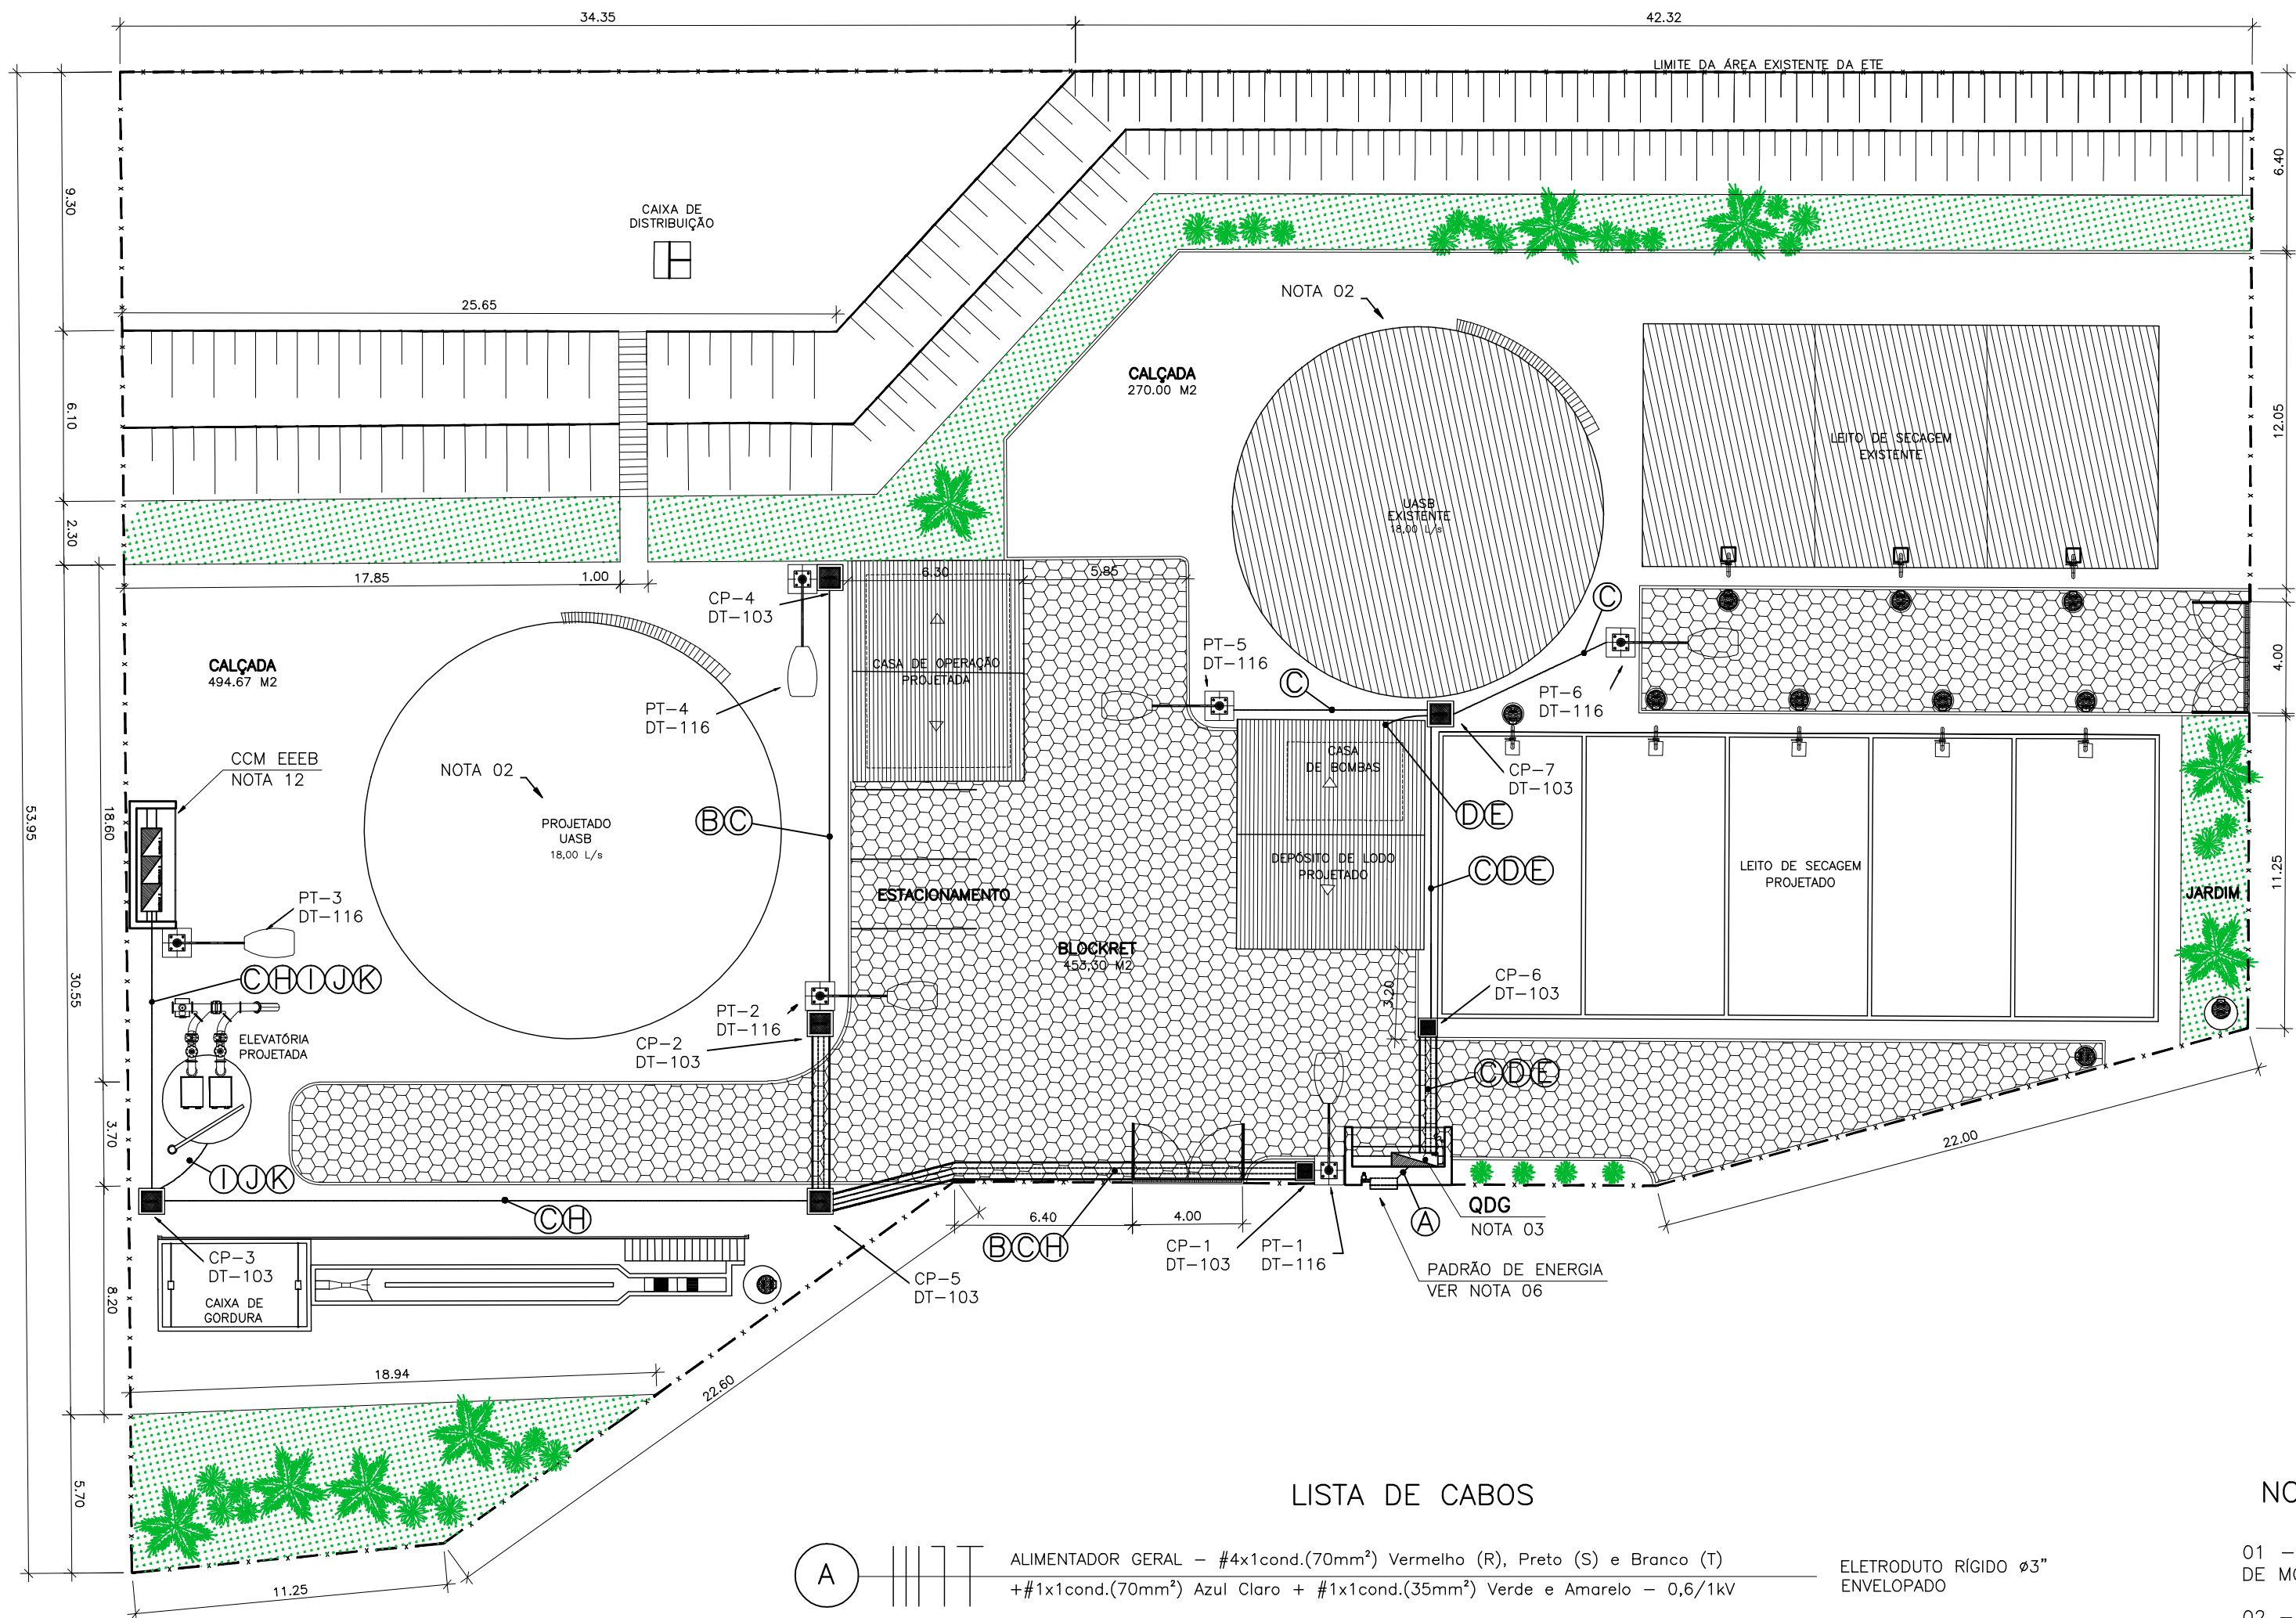 34.35
42.32
LIMITE DA ÁREA EXISTENTE DA ETE
9.30
6.40
CAIXA DE
DISTRIBUIÇÃO
NOTA 02
25.65
CALÇADA
270.00 M2
6.10
12.05
LEITO DE SECAGEM
EXISTENTE
UASB
EXISTENTE
18,00 L/s
2.30
17.85
1.00
6.30
5.85
CP-4
DT-103
C
4.00
PT-5
DT-116
CALÇADA
494.67 M2
CASA DE OPERAÇÃO
PROJETADA
C
PT-6
DT-116
PT-4
DT-116
CCM EEEB
NOTA 12
NOTA 02
CASA
DE BOMBAS
CP-7
DT-103
53.95
18.60
PROJETADO
UASB
18,00 L/s
B C
D E
DEPÓSITO DE LODO
PROJETADO
C D E
LEITO DE SECAGEM
PROJETADO
11.25
JARDIM
PT-3
DT-116
ESTACIONAMENTO
BLOCKRET
453,30 M2
C H I J K
30.55
CP-6
DT-103
3.20
PT-2
DT-116
ELEVATÓRIA
PROJETADA
CP-2
DT-103
C D E
3.70
22.00
I J K
C H
6.40
4.00
A
QDG
NOTA 03
B C H
CP-1
DT-103
PT-1
DT-116
CP-3
DT-103
CP-5
DT-103
PADRÃO DE ENERGIA
VER NOTA 06
8.20
CAIXA DE
GORDURA
18.94
22.60
5.70
11.25
LISTA DE CABOS
A
ALIMENTADOR GERAL – #4x1cond.(70mm²) Vermelho (R), Preto (S) e Branco (T)
+#1x1cond.(70mm²) Azul Claro + #1x1cond.(35mm²) Verde e Amarelo – 0,6/1kV
ELETRODUTO RÍGIDO ø3"
ENVELOPADO
NO
01 –
DE MO
02 –